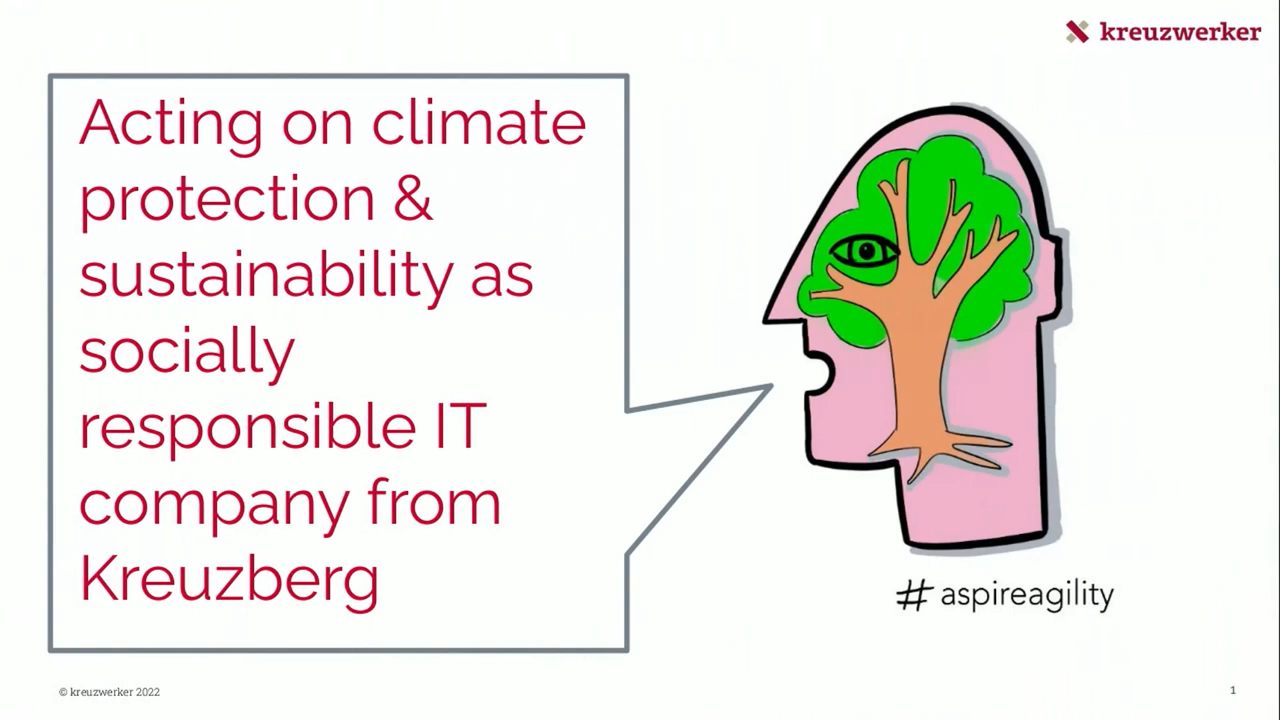 kreuzwerker
Acting on climate
protection &
sustainability as
socially
responsible IT
company from
Kreuzberg
# aspireagility
© kreuzwerker 2022
1